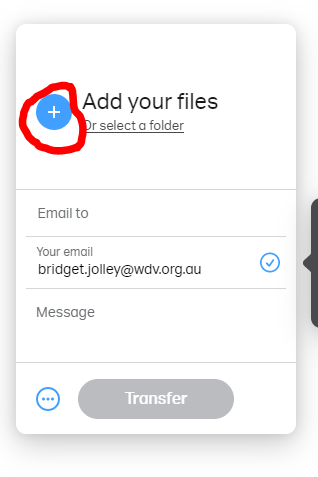 Add your files
Or select a folder
Email to
Your email
bridget.jolley@wdv.org.au
Message
Transfer